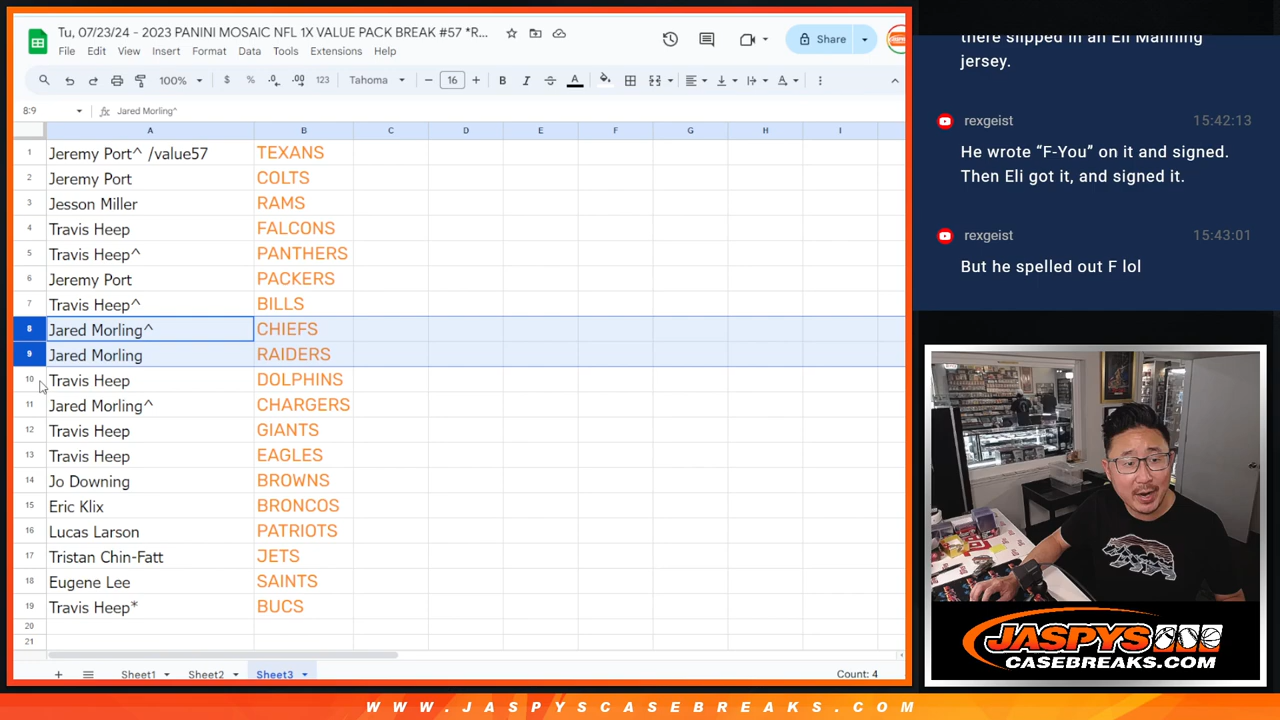 Tu, 07/23/24 - 2023 PANINI MOSAIC NFL 1X VALUE PACK BREAK #57 *R...
File Edit View Insert Format Data Tools Extensions Help
Share
100% $ % .0 .00 123 Tahoma 16 B I A
8:9 fx Jared Morling^
A B C D E F G H I
1 Jeremy Port^ /value57 TEXANS
2 Jeremy Port COLTS
3 Jesson Miller RAMS
4 Travis Heep FALCONS
5 Travis Heep^ PANTHERS
6 Jeremy Port PACKERS
7 Travis Heep^ BILLS
8 Jared Morling^ CHIEFS
9 Jared Morling RAIDERS
10 Travis Heep DOLPHINS
11 Jared Morling^ CHARGERS
12 Travis Heep GIANTS
13 Travis Heep EAGLES
14 Jo Downing BROWNS
15 Eric Klix BRONCOS
16 Lucas Larson PATRIOTS
17 Tristan Chin-Fatt JETS
18 Eugene Lee SAINTS
19 Travis Heep* BUCS
20
21
Sheet1 Sheet2 Sheet3 Count: 4
there slipped in an Eli Manning
jersey.
rexgeist 15:42:13
He wrote “F-You” on it and signed.
Then Eli got it, and signed it.
rexgeist 15:43:01
But he spelled out F lol
JASPYS
CASEBREAKS.COM
WWW.JASPYSCASEBREAKS.COM